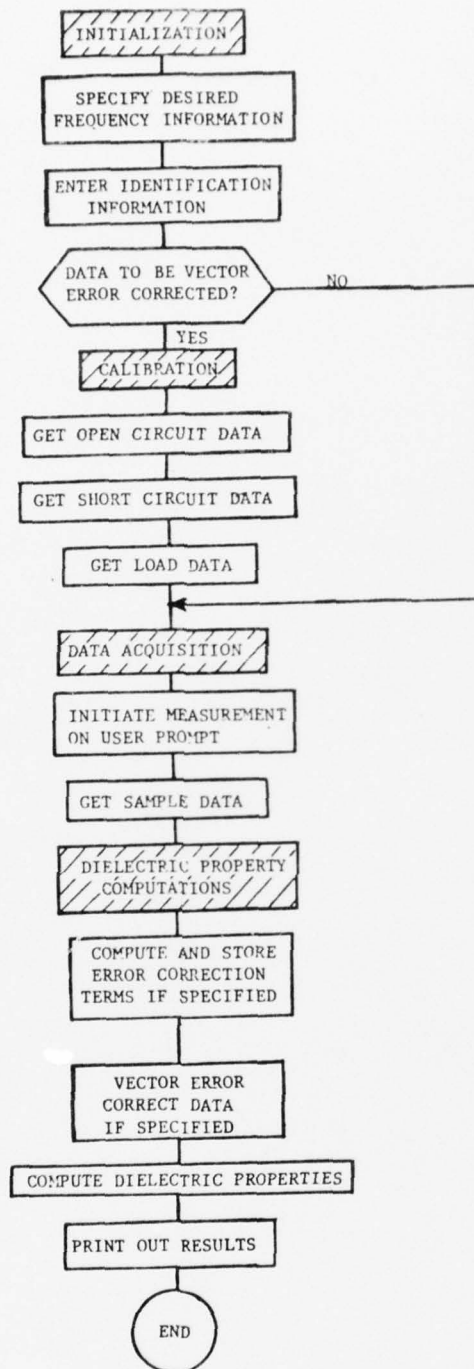 INITIALIZATION
SPECIFY DESIRED
FREQUENCY INFORMATION
ENTER IDENTIFICATION
INFORMATION
DATA TO BE VECTOR
ERROR CORRECTED?
NO
YES
CALIBRATION
GET OPEN CIRCUIT DATA
GET SHORT CIRCUIT DATA
GET LOAD DATA
DATA ACQUISITION
INITIATE MEASUREMENT
ON USER PROMPT
GET SAMPLE DATA
DIELECTRIC PROPERTY
COMPUTATIONS
COMPUTE AND STORE
ERROR CORRECTION
TERMS IF SPECIFIED
VECTOR ERROR
CORRECT DATA
IF SPECIFIED
COMPUTE DIELECTRIC PROPERTIES
PRINT OUT RESULTS
END